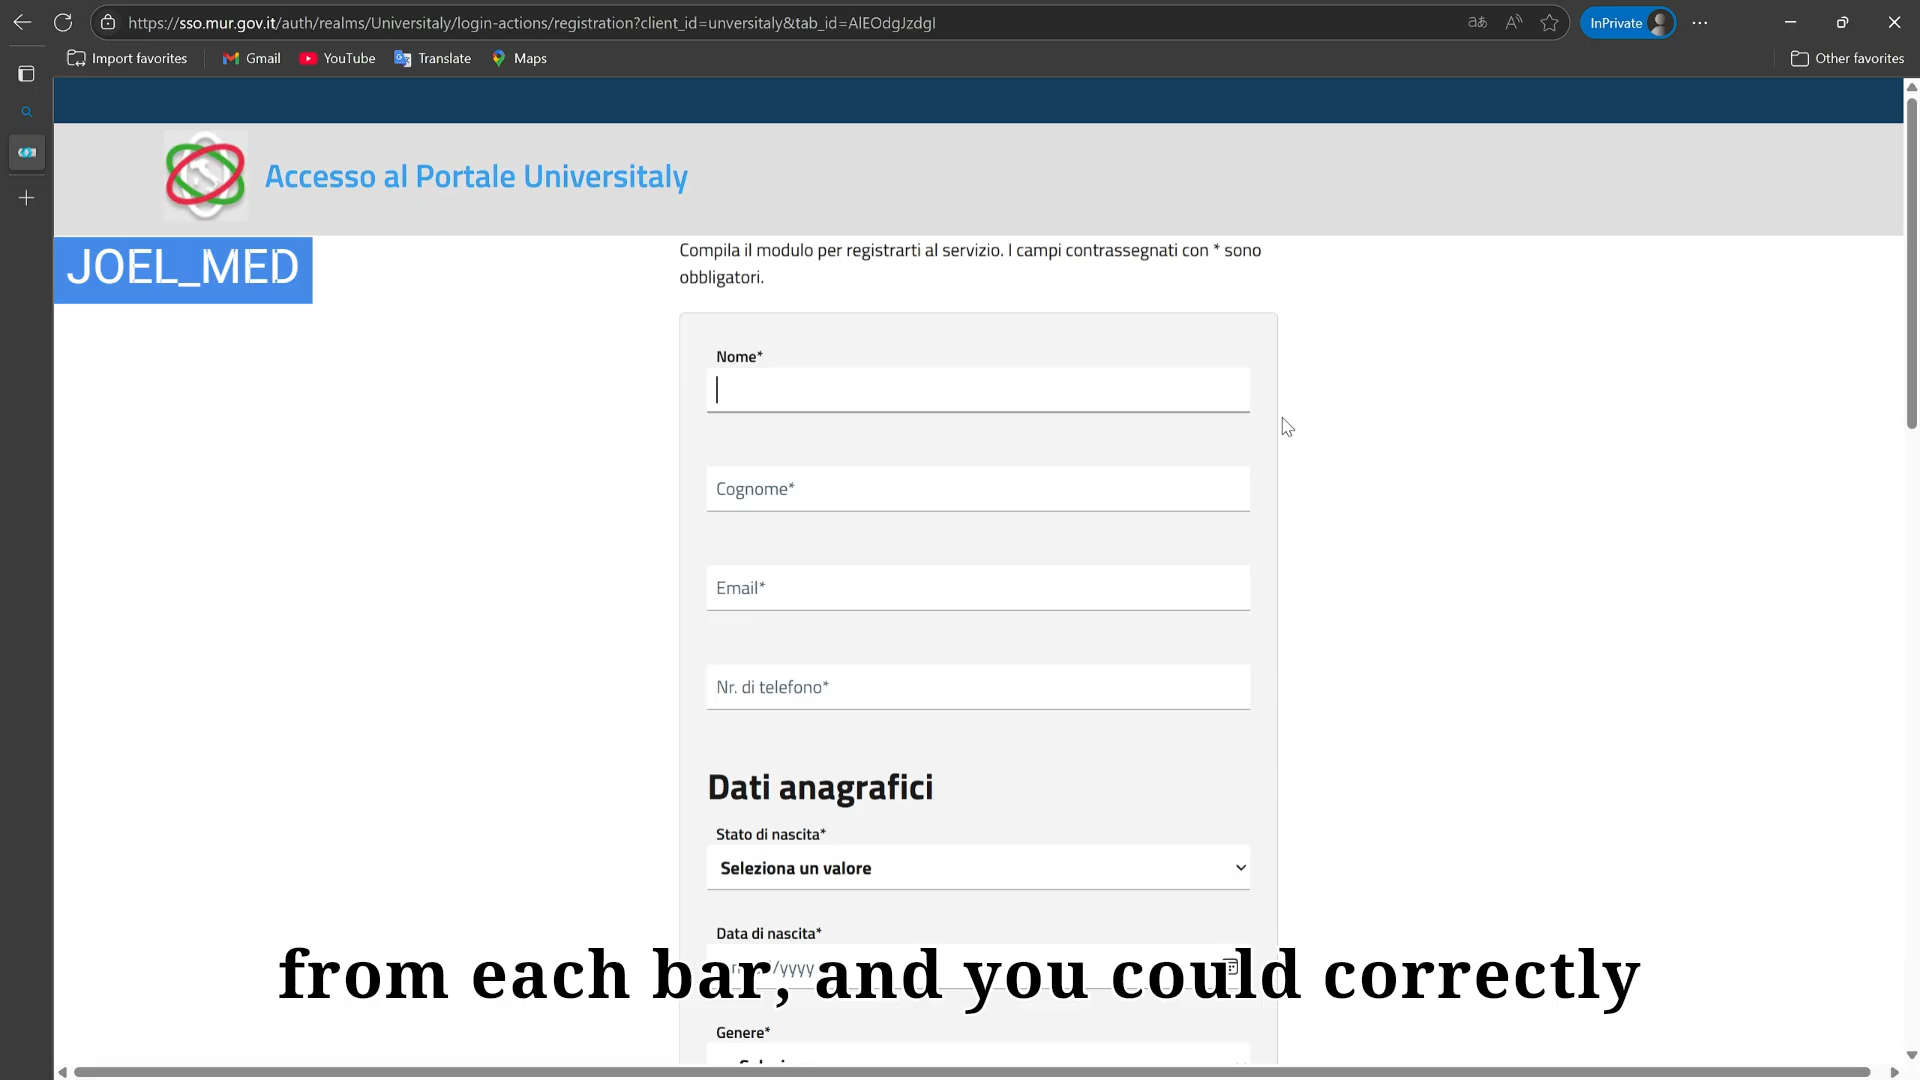 https://sso.mur.gov.it/auth/realms/Universitaly/login-actions/registration?client_id=unversitaly&tab_id=AlEOdgJzdgI
InPrivate
Import favorites
Gmail
YouTube
Translate
Maps
Other favorites
Accesso al Portale Universitaly
JOEL_MED
Compila il modulo per registrarti al servizio. I campi contrassegnati con * sono
obbligatori.
Nome*
Cognome*
Email*
Nr. di telefono*
Dati anagrafici
Stato di nascita*
Seleziona un valore
Data di nascita*
/yyyy
from each bar, and you could correctly
Genere*